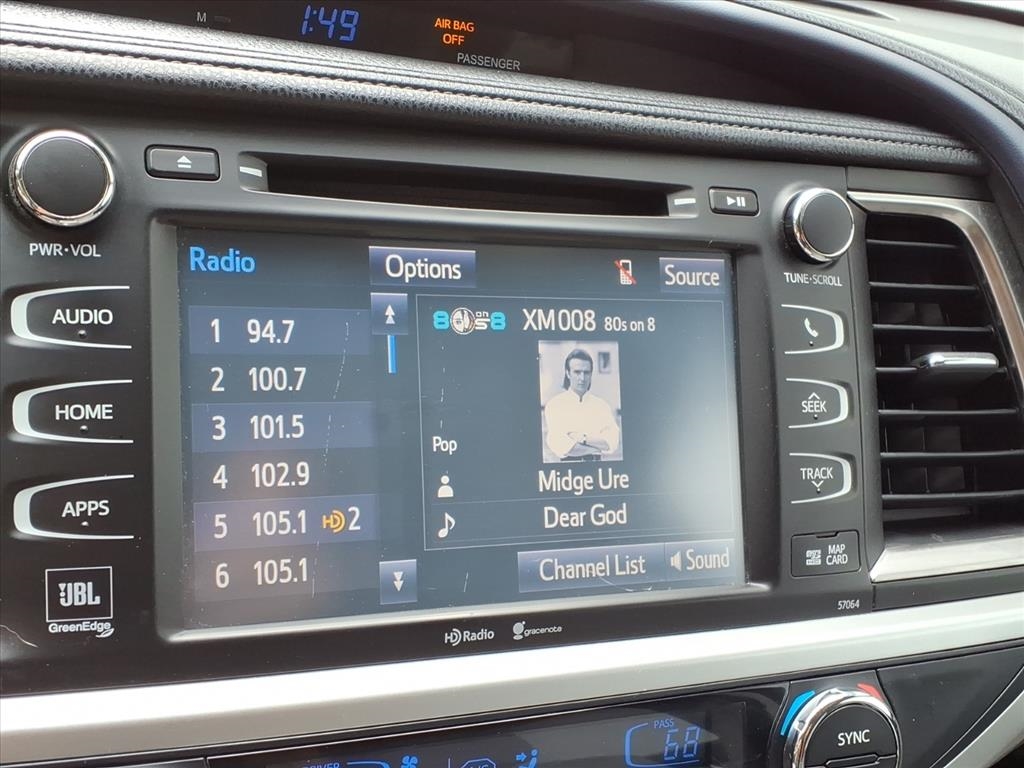 M
1:49
AIR BAG
OFF
PASSENGER
PWR·VOL
AUDIO
HOME
APPS
JBL
GreenEdge
Radio
Options
Source
1 94.7
2 100.7
3 101.5
4 102.9
5 105.1 HD 2
6 105.1
8 on 8
XM008 80s on 8
Pop
Midge Ure
Dear God
Channel List
Sound
HD Radio
gracenote
TUNE·SCROLL
SEEK
TRACK
MAP
CARD
57064
PASS
68
SYNC